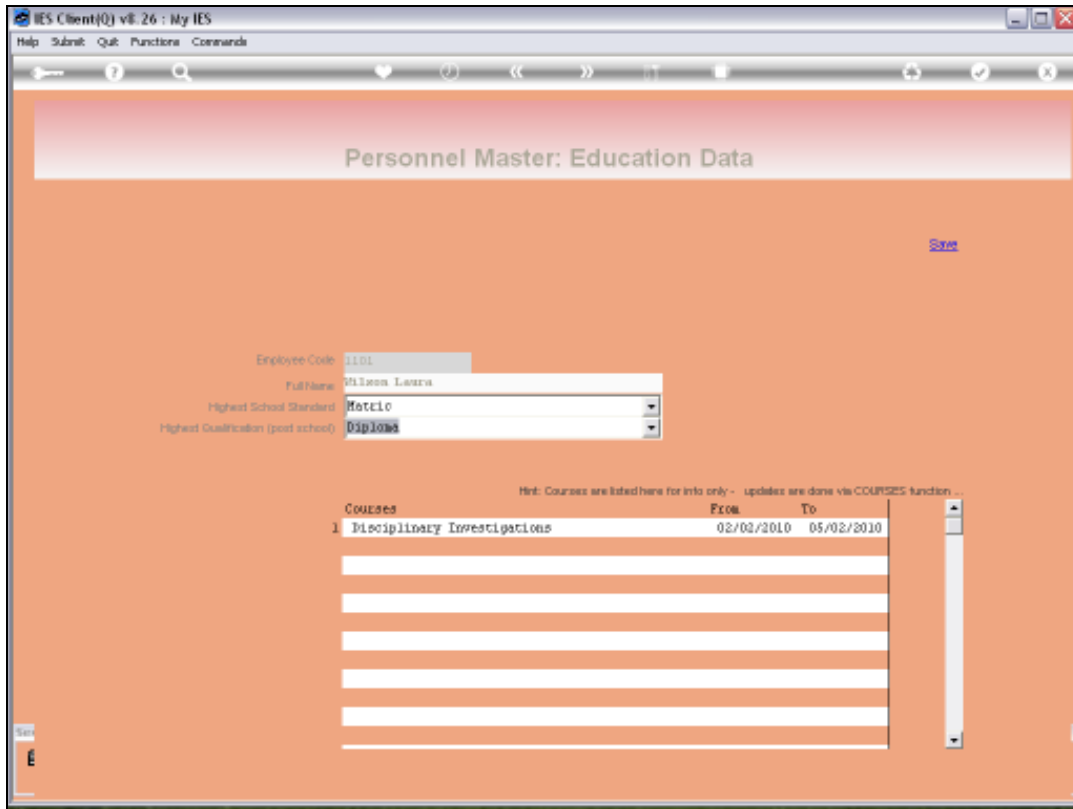 IES Client(Q) v8.26 : My IES
Help Submit Quit Functions Commands
Personnel Master: Education Data
Save
Employee Code 1101
Full Name Wilson Laura
Highest School Standard Matric
Highest Qualification (post school) Diploma
Hint: Courses are listed here for info only - updates are done via COURSES function ...
Courses From To
1 Disciplinary Investigations 02/02/2010 05/02/2010